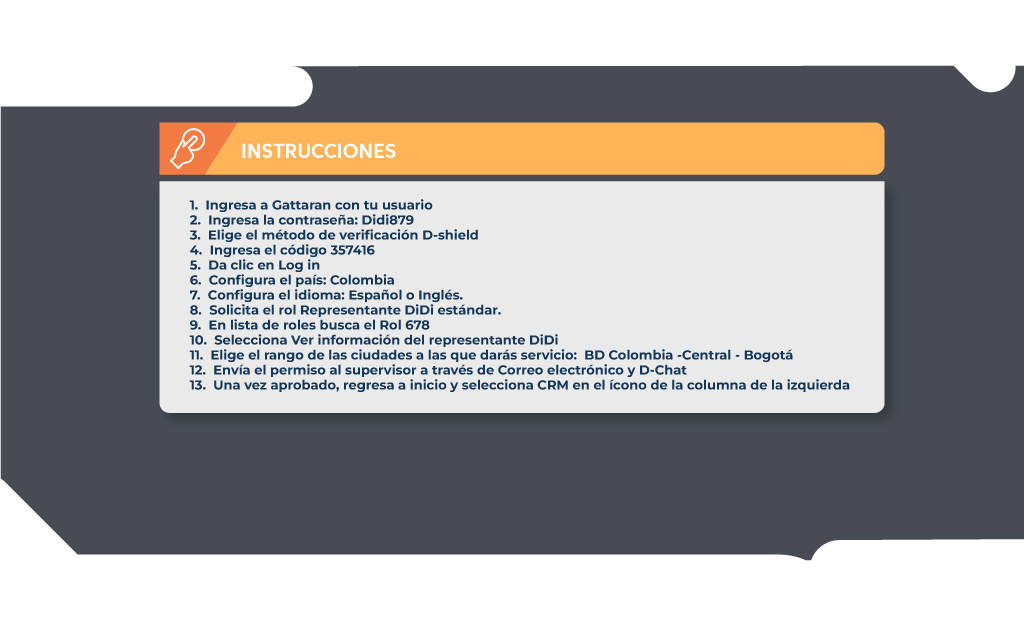 INSTRUCCIONES
1. Ingresa a Gattaran con tu usuario
2. Ingresa la contraseña: Didi879
3. Elige el método de verificación D-shield
4. Ingresa el código 357416
5. Da clic en Log in
6. Configura el país: Colombia
7. Configura el idioma: Español o Inglés.
8. Solicita el rol Representante DiDi estándar.
9. En lista de roles busca el Rol 678
10. Selecciona Ver información del representante DiDi
11. Elige el rango de las ciudades a las que darás servicio: BD Colombia -Central - Bogotá
12. Envía el permiso al supervisor a través de Correo electrónico y D-Chat
13. Una vez aprobado, regresa a inicio y selecciona CRM en el ícono de la columna de la izquierda